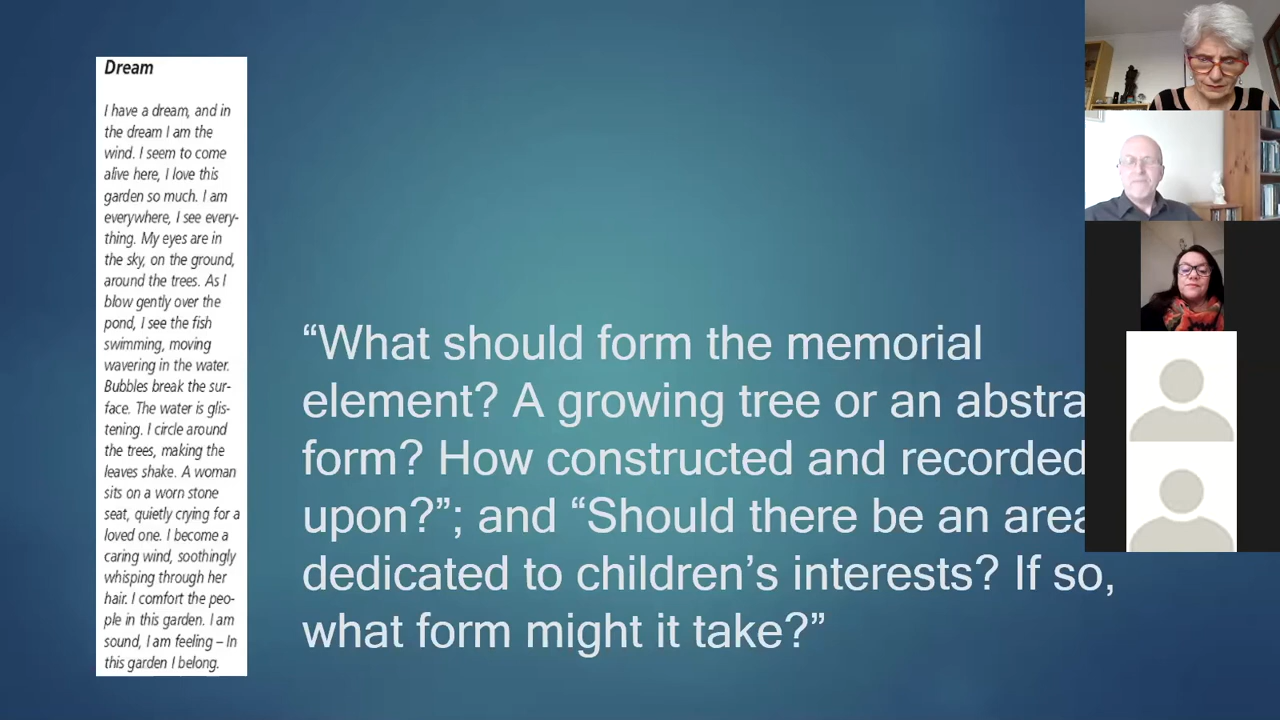 Dream
I have a dream, and in
the dream I am the
wind. I seem to come
alive here, I love this
garden so much. I am
everywhere, I see every-
thing. My eyes are in
the sky, on the ground,
around the trees. As I
blow gently over the
pond, I see the fish
swimming, moving
wavering in the water.
Bubbles break the sur-
face. The water is glis-
tening. I circle around
the trees, making the
leaves shake. A woman
sits on a worn stone
seat, quietly crying for a
loved one. I become a
caring wind, soothingly
whisping through her
hair. I comfort the peo-
ple in this garden. I am
sound, I am feeling – In
this garden I belong.
“What should form the memorial
element? A growing tree or an abstra
form? How constructed and recorded
upon?”; and “Should there be an area
dedicated to children’s interests? If so,
what form might it take?”